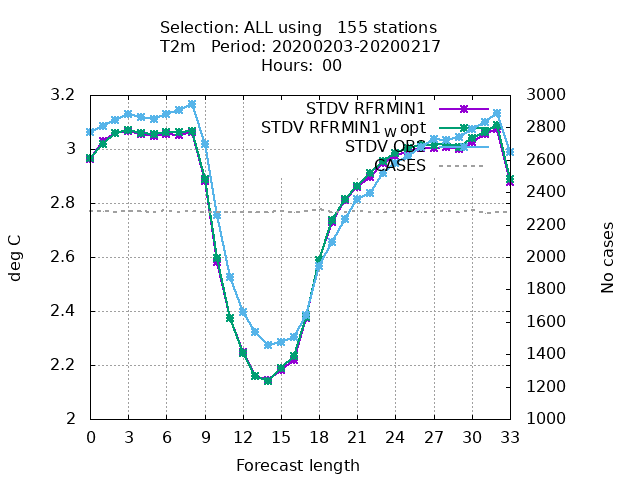 Selection: ALL using 155 stations
T2m Period: 20200203-20200217
Hours: 00
STDV RFRMIN1
STDV RFRMIN1 w opt
STDV OBS
CASES
3.2
3
2.8
2.6
2.4
2.2
2
deg C
3000
2800
2600
2400
2200
2000
1800
1600
1400
1200
1000
No cases
0 3 6 9 12 15 18 21 24 27 30 33
Forecast length